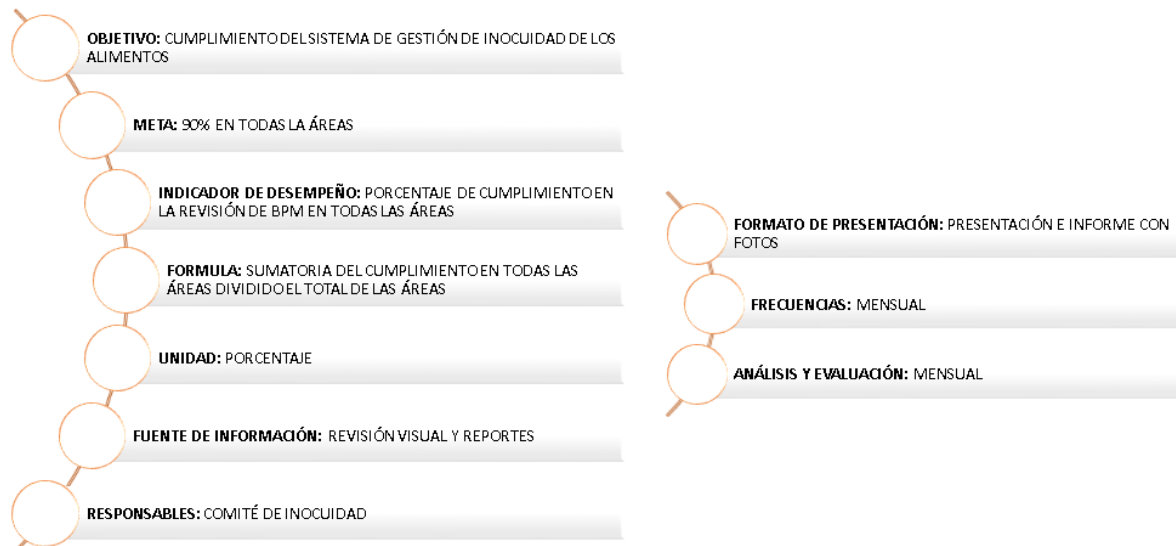 OBJETIVO: CUMPLIMIENTO DEL SISTEMA DE GESTIÓN DE INOCUIDAD DE LOS
ALIMENTOS
META: 90% EN TODAS LA ÁREAS
INDICADOR DE DESEMPEÑO: PORCENTAJE DE CUMPLIMIENTO EN
LA REVISIÓN DE BPM EN TODAS LAS ÁREAS
FORMULA: SUMATORIA DEL CUMPLIMIENTO EN TODAS LAS
ÁREAS DIVIDIDO EL TOTAL DE LAS ÁREAS
UNIDAD: PORCENTAJE
FUENTE DE INFORMACIÓN: REVISIÓN VISUAL Y REPORTES
RESPONSABLES: COMITÉ DE INOCUIDAD
FORMATO DE PRESENTACIÓN: PRESENTACIÓN E INFORME CON
FOTOS
FRECUENCIAS: MENSUAL
ANÁLISIS Y EVALUACIÓN: MENSUAL